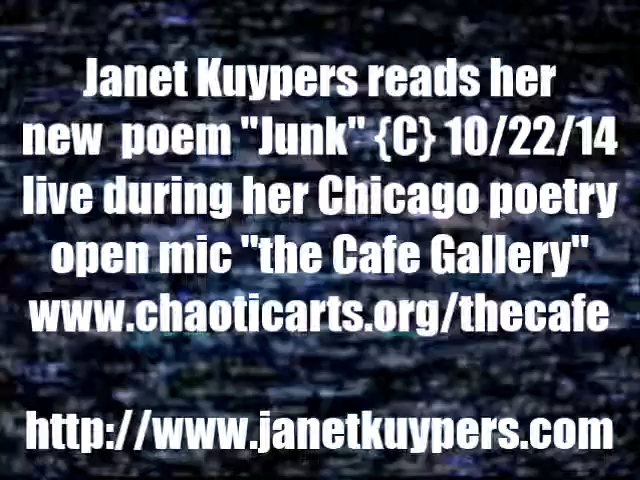 Janet Kuypers reads her
new poem "Junk" {C} 10/22/14
live during her Chicago poetry
open mic "the Cafe Gallery"
www.chaoticarts.org/thecafe
http://www.janetkuypers.com